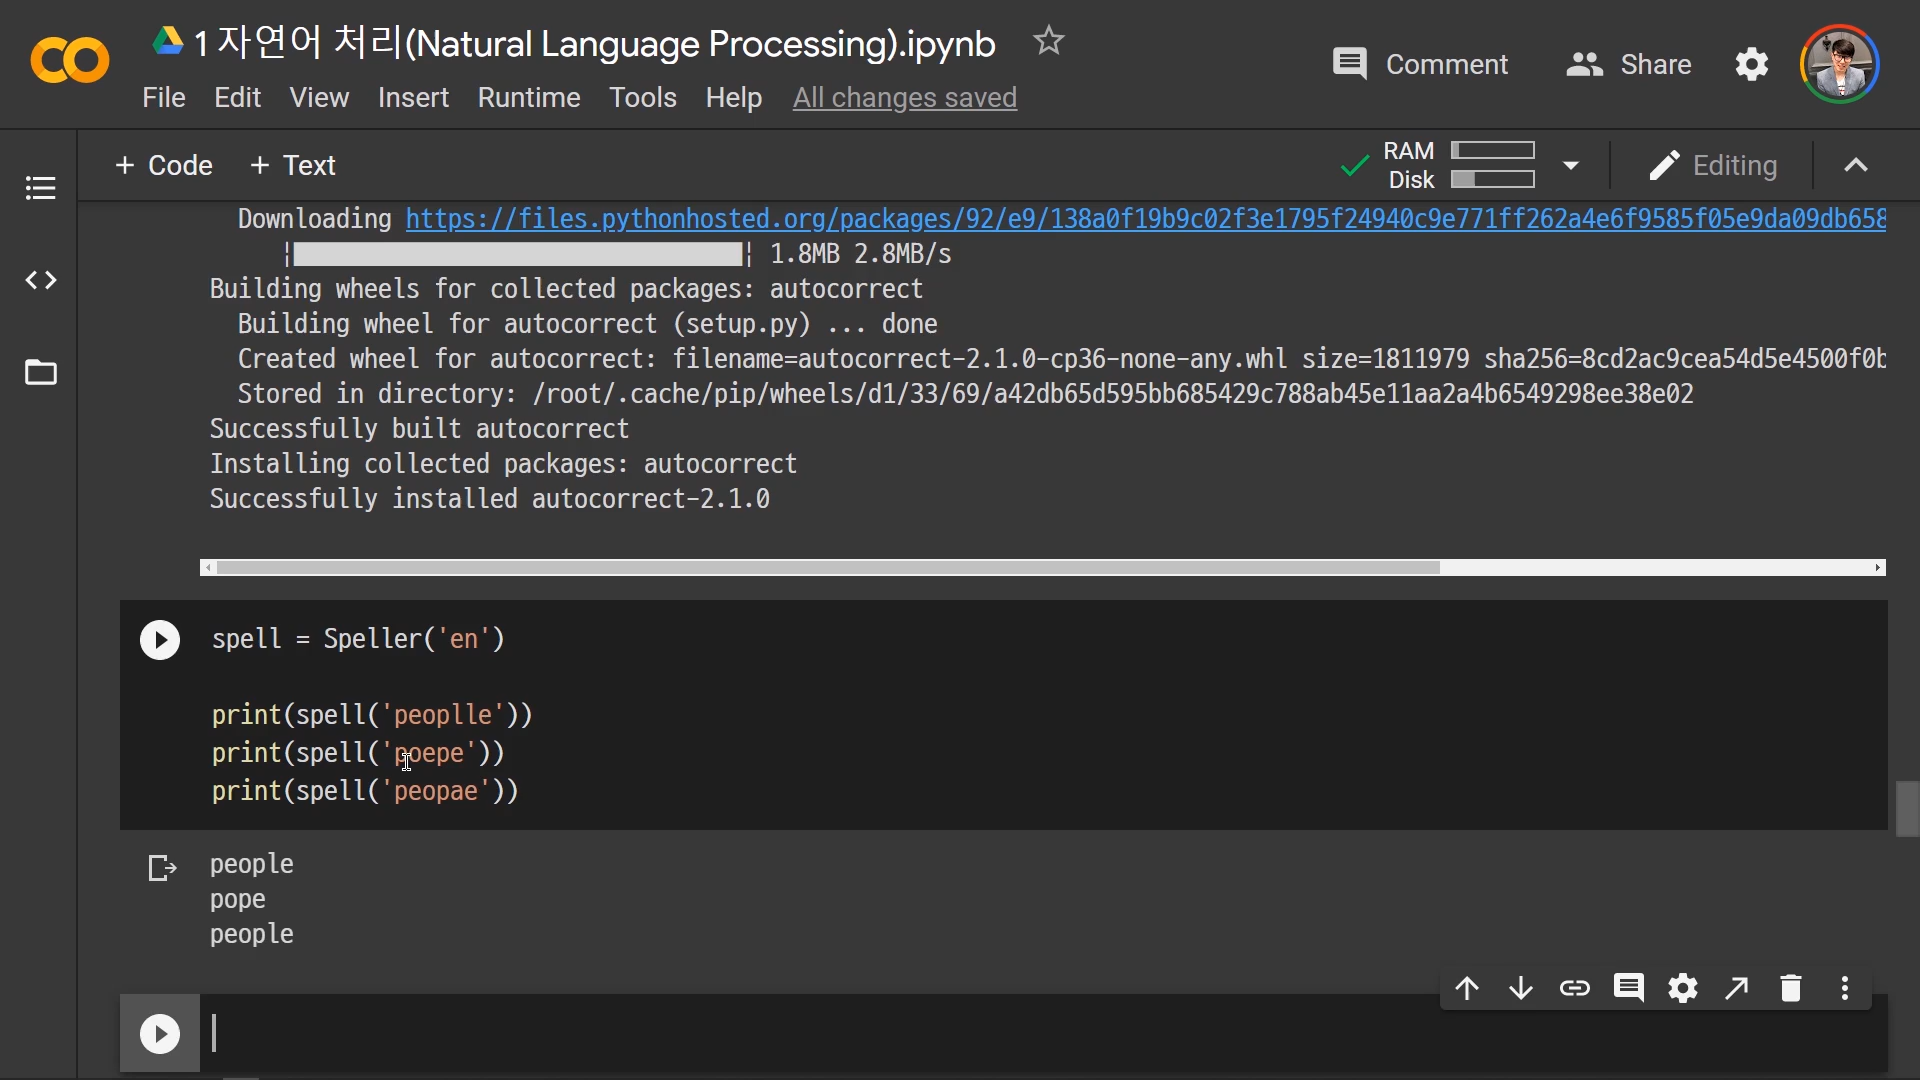 1 자연어 처리(Natural Language Processing).ipynb
Comment
Share
File Edit View Insert Runtime Tools Help All changes saved
+ Code + Text
RAM
Disk
Editing
Downloading https://files.pythonhosted.org/packages/92/e9/138a0f19b9c02f3e1795f24940c9e771ff262a4e6f9585f05e9da09db658
1.8MB 2.8MB/s
Building wheels for collected packages: autocorrect
Building wheel for autocorrect (setup.py) ... done
Created wheel for autocorrect: filename=autocorrect-2.1.0-cp36-none-any.whl size=1811979 sha256=8cd2ac9cea54d5e4500f0b
Stored in directory: /root/.cache/pip/wheels/d1/33/69/a42db65d595bb685429c788ab45e11aa2a4b6549298ee38e02
Successfully built autocorrect
Installing collected packages: autocorrect
Successfully installed autocorrect-2.1.0
spell = Speller('en')
print(spell('peoplle'))
print(spell('poepe'))
print(spell('peopae'))
people
pope
people